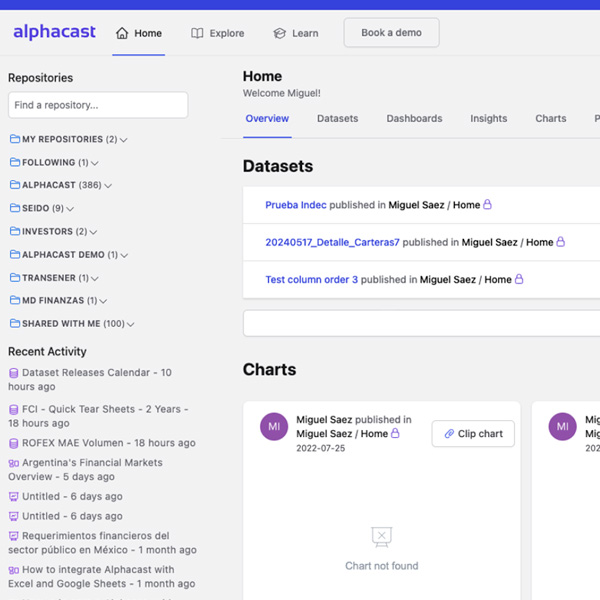 alphacast
Home
Explore
Learn
Book a demo
Repositories
Find a repository...
MY REPOSITORIES (2)
FOLLOWING (1)
ALPHACAST (386)
SEIDO (9)
INVESTORS (2)
ALPHACAST DEMO (1)
TRANSENER (1)
MD FINANZAS (1)
SHARED WITH ME (100)
Recent Activity
Dataset Releases Calendar - 10
hours ago
FCI - Quick Tear Sheets - 2 Years -
18 hours ago
ROFEX MAE Volumen - 18 hours ago
Argentina's Financial Markets
Overview - 5 days ago
Untitled - 6 days ago
Untitled - 6 days ago
Requerimientos financieros del
sector público en México - 1 month ago
How to integrate Alphacast with
Excel and Google Sheets - 1 month ago
Home
Welcome Miguel!
Overview
Datasets
Dashboards
Insights
Charts
P
Datasets
Prueba Indec published in Miguel Saez / Home
20240517_Detalle_Carteras7 published in Miguel Saez / Home
Test column order 3 published in Miguel Saez / Home
Charts
MI
Miguel Saez published in
Miguel Saez / Home
2022-07-25
Clip chart
Chart not found
MI
Mig
Mig
202